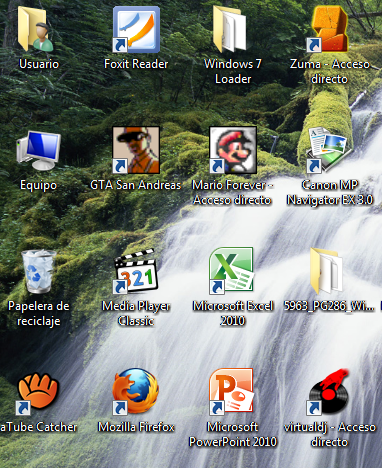 Usuario
Foxit Reader
Windows 7
Loader
Zuma - Acceso
directo
Equipo
GTA San Andreas
Mario Forever -
Acceso directo
Canon MP
Navigator EX 3.0
Papelera de
reciclaje
Media Player
Classic
321
Microsoft Excel
2010
5963_PG286_Wi...
aTube Catcher
Mozilla Firefox
Microsoft
PowerPoint 2010
virtualdj - Acceso
directo